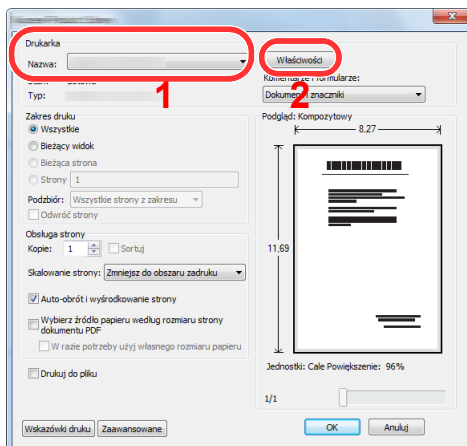 Drukarka
Nazwa:
Właściwości
1
2
Komentarze i formularze:
Typ:
Dokument i znaczniki
Zakres druku
Wszystkie
Bieżący widok
Bieżąca strona
Strony 1
Podzbiór: Wszystkie strony z zakresu
Odwróć strony
Obsługa strony
Kopie: 1 Sortuj
Skalowanie strony: Zmniejsz do obszaru zadruku
Auto-obrót i wyśrodkowanie strony
Wybierz źródło papieru według rozmiaru strony
dokumentu PDF
W razie potrzeby użyj własnego rozmiaru papieru
Drukuj do pliku
Podgląd: Kompozytowy
8,27
11,69
Jednostki: Cale Powiększenie: 96%
1/1
Wskazówki druku Zaawansowane
OK Anuluj